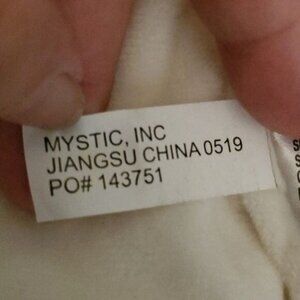 MYSTIC, INC
JIANGSU CHINA 0519
PO# 143751